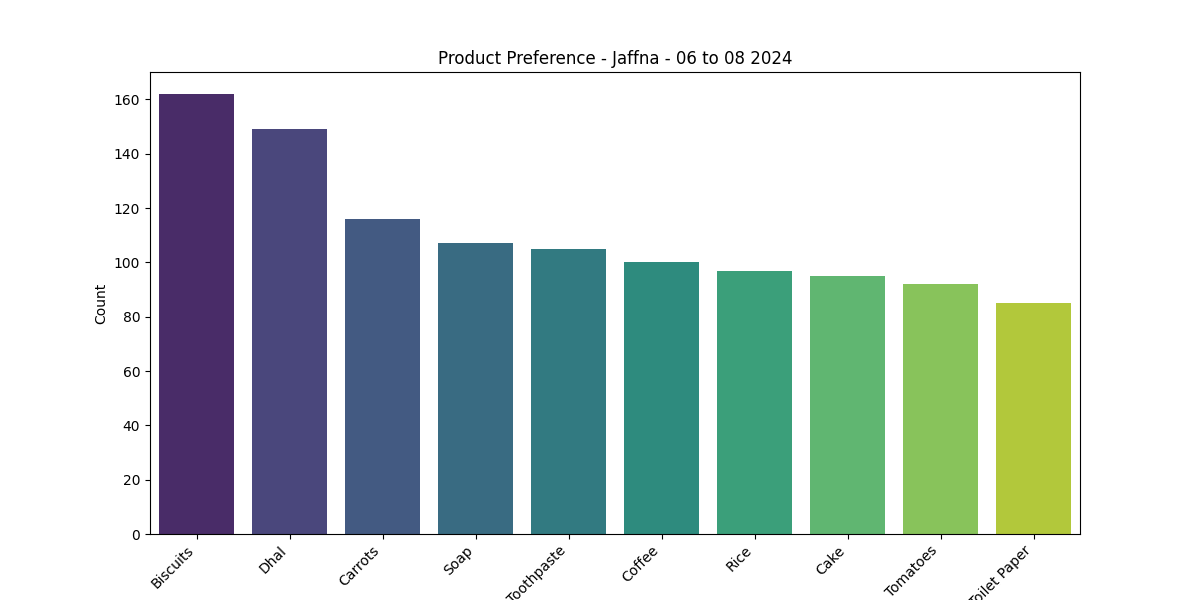 Product Preference - Jaffna - 06 to 08 2024
160
140
120
100
80
60
40
20
0
Count
Biscuits
Dhal
Carrots
Soap
Toothpaste
Coffee
Rice
Cake
Tomatoes
Toilet Paper